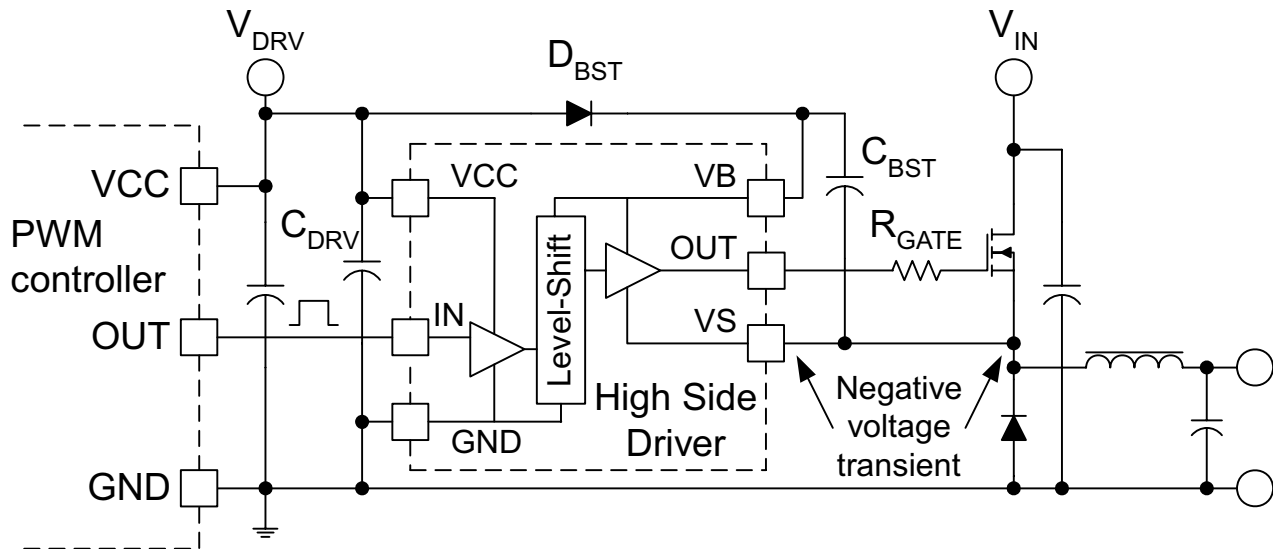 V_DRV
V_IN
D_BST
VCC
VCC
VB
C_BST
PWM
controller
C_DRV
Level-Shift
OUT
R_GATE
OUT
IN
VS
High Side
Driver
Negative
voltage
transient
GND
GND